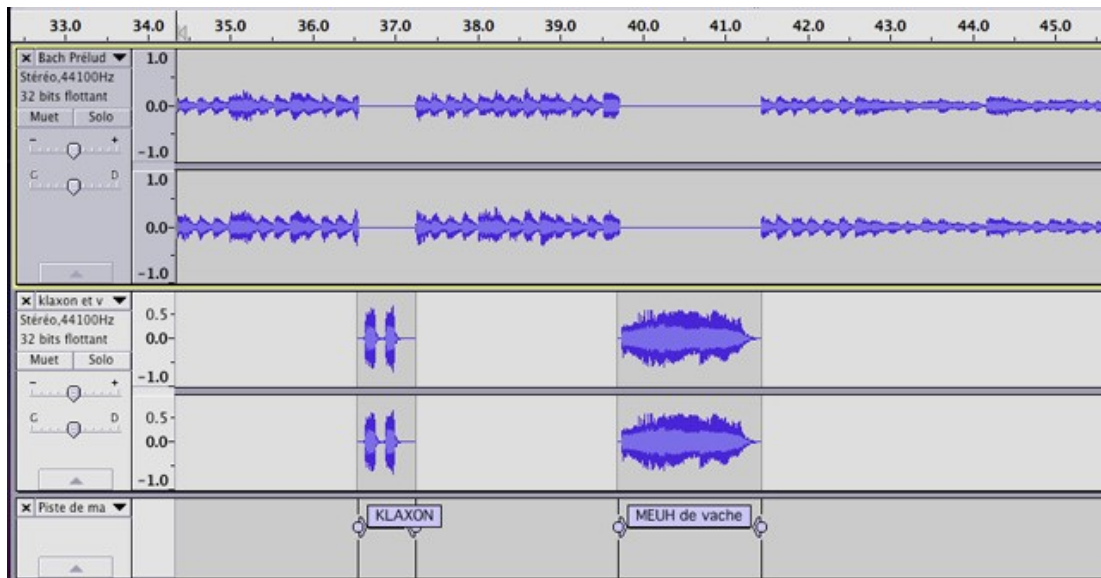 33.0 34.0 35.0 36.0 37.0 38.0 39.0 40.0 41.0 42.0 43.0 44.0 45.0
Bach Prélud
Stéréo,44100Hz
32 bits flottant
Muet Solo
- +
G D
1.0
0.0
-1.0
1.0
0.0
-1.0
klaxon et v
Stéréo,44100Hz
32 bits flottant
Muet Solo
- +
G D
0.5
0.0
-1.0
0.5
0.0
-1.0
Piste de ma
KLAXON
MEUH de vache